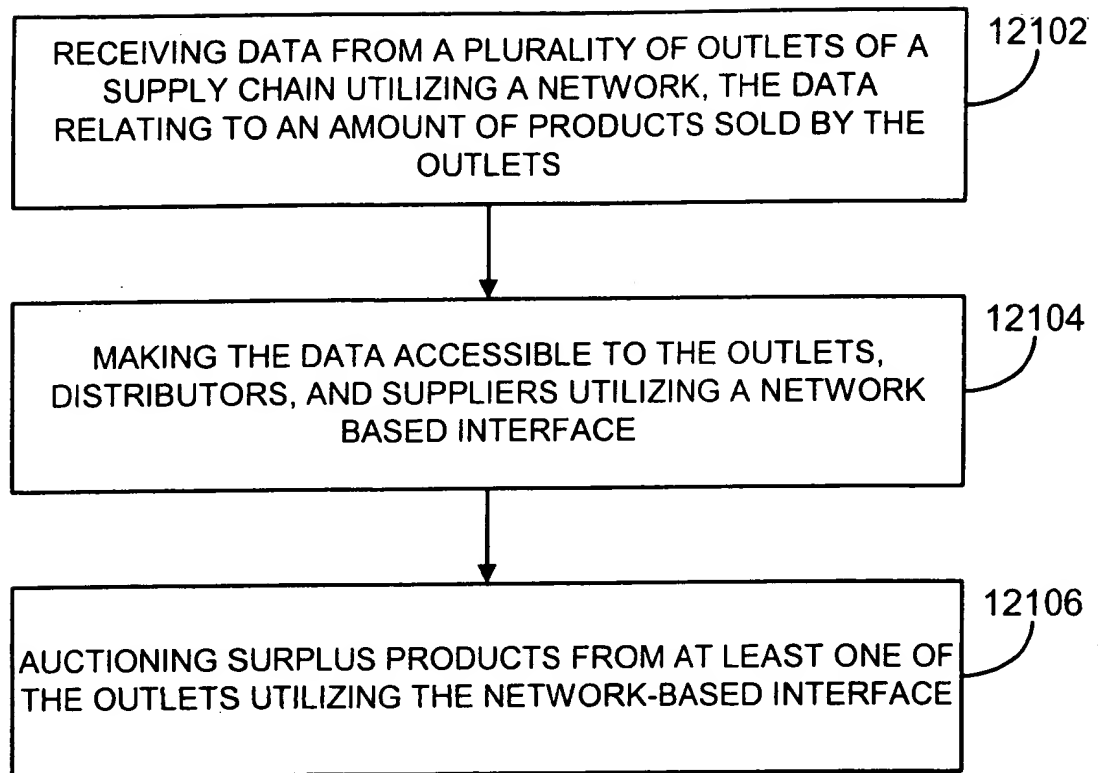 12102
RECEIVING DATA FROM A PLURALITY OF OUTLETS OF A
SUPPLY CHAIN UTILIZING A NETWORK, THE DATA
RELATING TO AN AMOUNT OF PRODUCTS SOLD BY THE
OUTLETS
12104
MAKING THE DATA ACCESSIBLE TO THE OUTLETS,
DISTRIBUTORS, AND SUPPLIERS UTILIZING A NETWORK
BASED INTERFACE
12106
AUCTIONING SURPLUS PRODUCTS FROM AT LEAST ONE OF
THE OUTLETS UTILIZING THE NETWORK-BASED INTERFACE